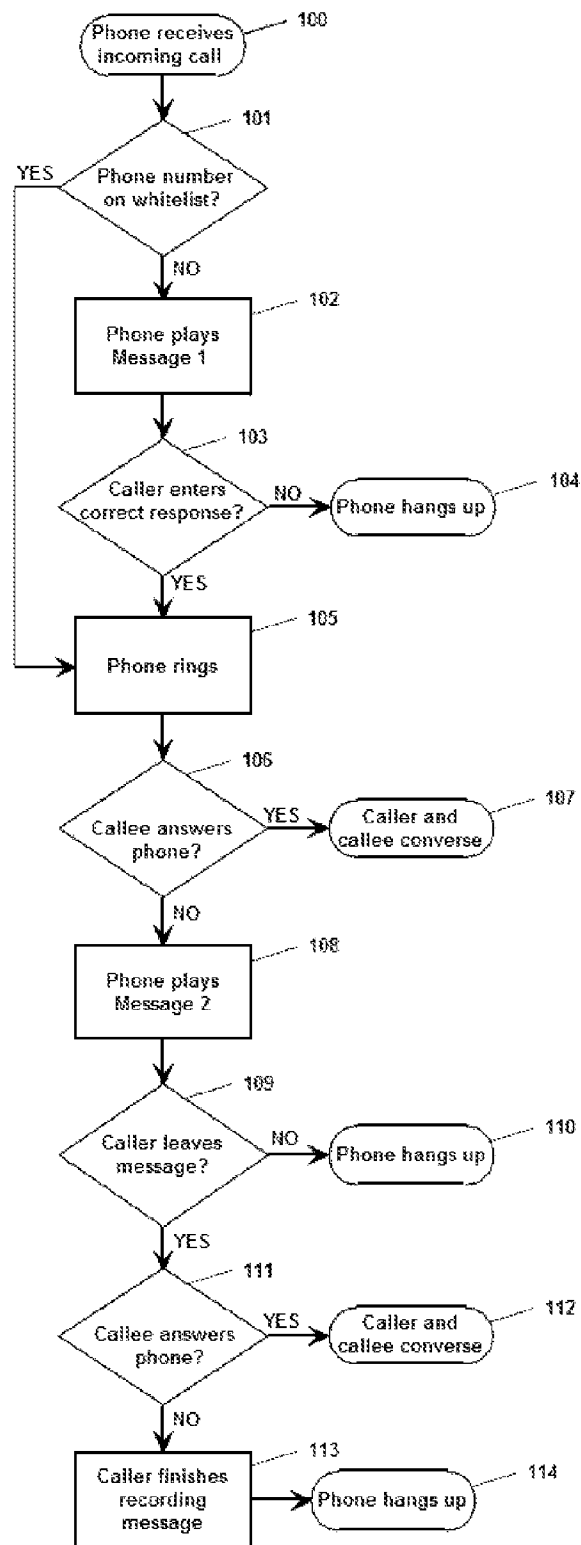 Phone receives
incoming call
100
101
YES
Phone number
on whitelist?
NO
102
Phone plays
Message 1
103
Caller enters
correct response?
NO
104
Phone hangs up
YES
105
Phone rings
106
Callee answers
phone?
YES
107
Caller and
callee converse
NO
108
Phone plays
Message 2
109
Caller leaves
message?
NO
110
Phone hangs up
YES
111
Callee answers
phone?
YES
112
Caller and
callee converse
NO
113
Caller finishes
recording
message
114
Phone hangs up